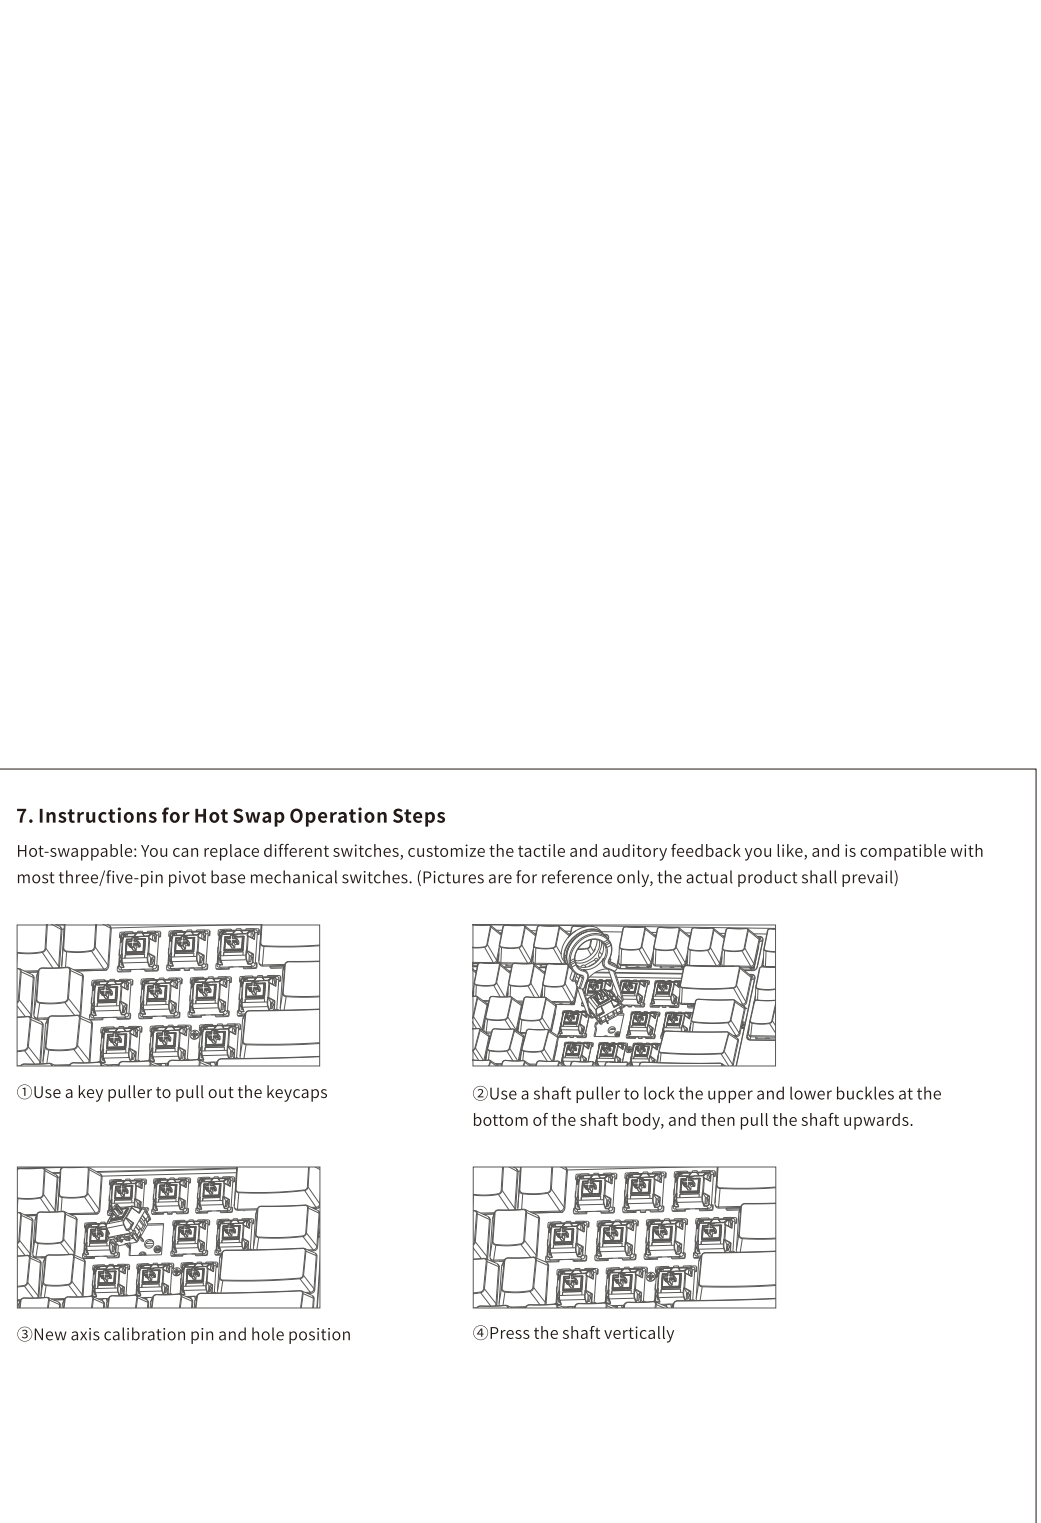 7. Instructions for Hot Swap Operation Steps
Hot-swappable: You can replace different switches, customize the tactile and auditory feedback you like, and is compatible with
most three/five-pin pivot base mechanical switches. (Pictures are for reference only, the actual product shall prevail)
①Use a key puller to pull out the keycaps
②Use a shaft puller to lock the upper and lower buckles at the
bottom of the shaft body, and then pull the shaft upwards.
③New axis calibration pin and hole position
④Press the shaft vertically